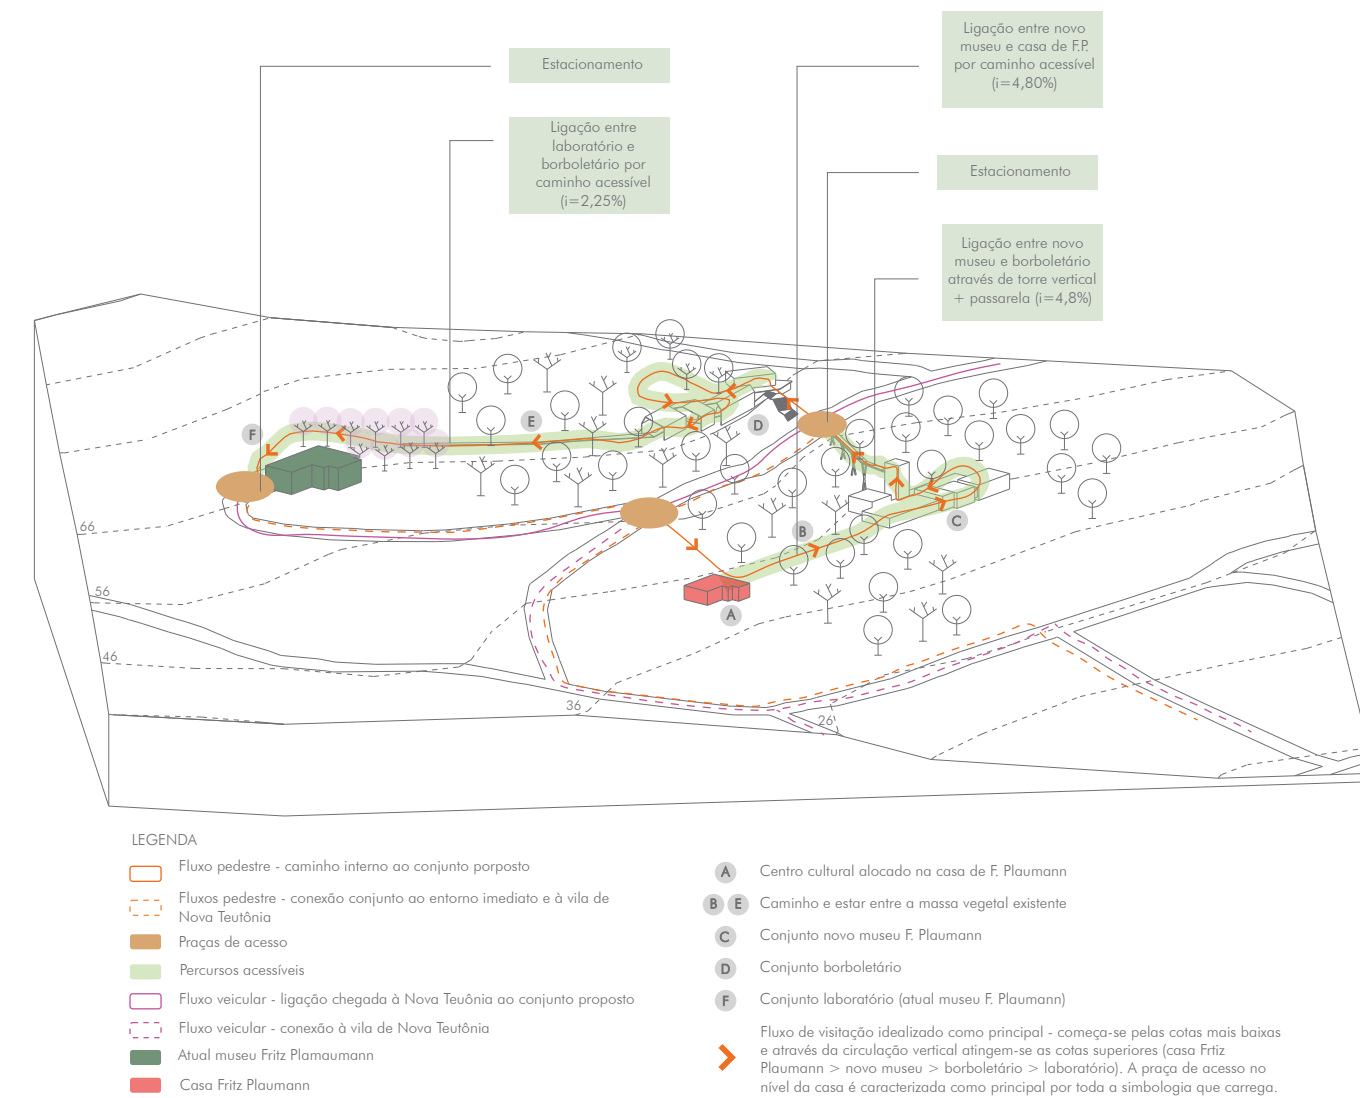 Ligação entre novo
museu e casa de F.P.
por caminho acessível
(i=4,80%)
Estacionamento
Ligação entre
laboratório e
borboletário por
caminho acessível
(i=2,25%)
Estacionamento
Ligação entre novo
museu e borboletário
através de torre vertical
+ passarela (i=4,8%)
E
D
F
B
C
A
66
56
46
36
26
LEGENDA
Fluxo pedestre - caminho interno ao conjunto porposto
Fluxos pedestre - conexão conjunto ao entorno imediato e à vila de
Nova Teutônia
Praças de acesso
Percursos acessíveis
Fluxo veicular - ligação chegada à Nova Teuônia ao conjunto proposto
Fluxo veicular - conexão à vila de Nova Teutônia
Atual museu Fritz Plamaumann
Casa Fritz Plaumann
A Centro cultural alocado na casa de F. Plaumann
B E Caminho e estar entre a massa vegetal existente
C Conjunto novo museu F. Plaumann
D Conjunto borboletário
F Conjunto laboratório (atual museu F. Plaumann)
Fluxo de visitação idealizado como principal - começa-se pelas cotas mais baixas
e através da circulação vertical atingem-se as cotas superiores (casa Frtiz
Plaumann > novo museu > borboletário > laboratório). A praça de acesso no
nível da casa é caracterizada como principal por toda a simbologia que carrega.